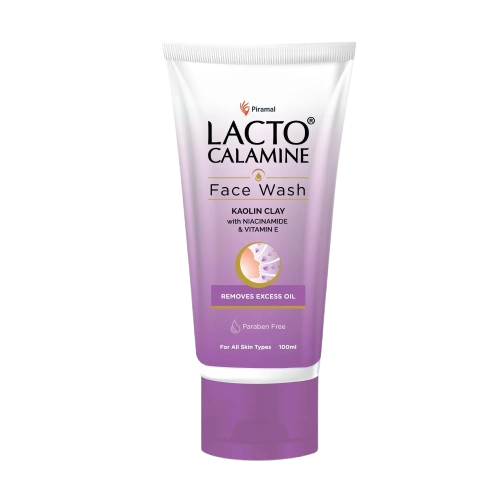 Piramal
LACTO®
CALAMINE
Face Wash
KAOLIN CLAY
with NIACINAMIDE
& VITAMIN E
REMOVES EXCESS OIL
Paraben Free
For All Skin Types 100ml